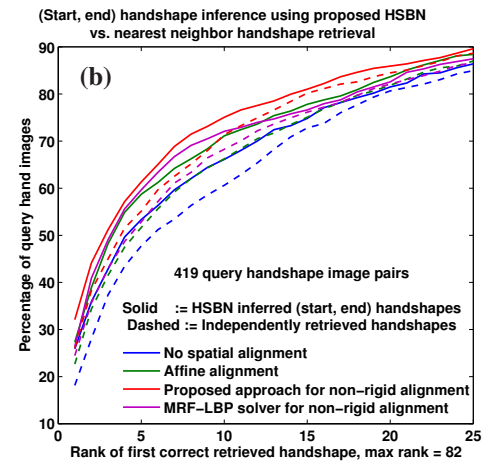 (Start, end) handshape inference using proposed HSBN
vs. nearest neighbor handshape retrieval
(b)
Percentage of query hand images
90
80
70
60
50
40
30
20
10
419 query handshape image pairs
Solid := HSBN inferred (start, end) handshapes
Dashed := Independently retrieved handshapes
No spatial alignment
Affine alignment
Proposed approach for non−rigid alignment
MRF−LBP solver for non−rigid alignment
0 5 10 15 20 25
Rank of first correct retrieved handshape, max rank = 82